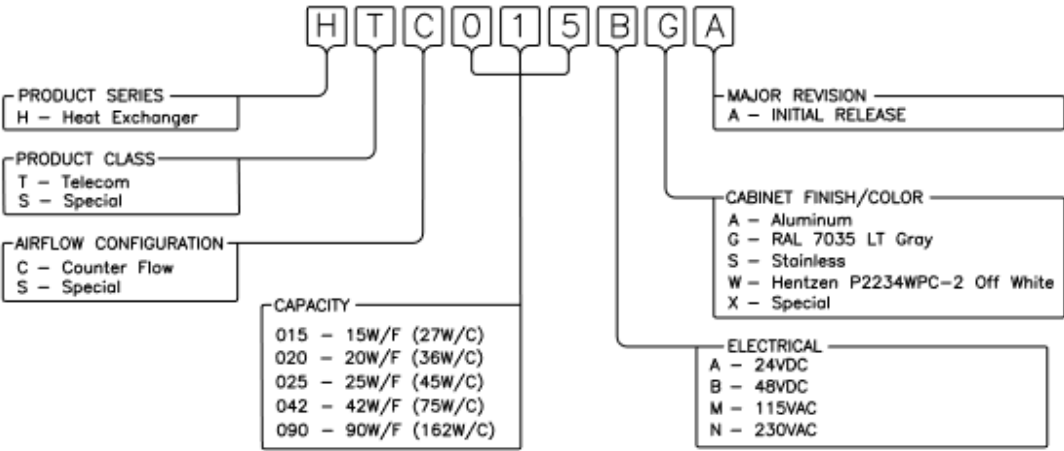 H T C 0 1 5 B G A
PRODUCT SERIES
H – Heat Exchanger
PRODUCT CLASS
T – Telecom
S – Special
AIRFLOW CONFIGURATION
C – Counter Flow
S – Special
CAPACITY
015 – 15W/F (27W/C)
020 – 20W/F (36W/C)
025 – 25W/F (45W/C)
042 – 42W/F (75W/C)
090 – 90W/F (162W/C)
MAJOR REVISION
A – INITIAL RELEASE
CABINET FINISH/COLOR
A – Aluminum
G – RAL 7035 LT Gray
S – Stainless
W – Hentzen P2234WPC-2 Off White
X – Special
ELECTRICAL
A – 24VDC
B – 48VDC
M – 115VAC
N – 230VAC